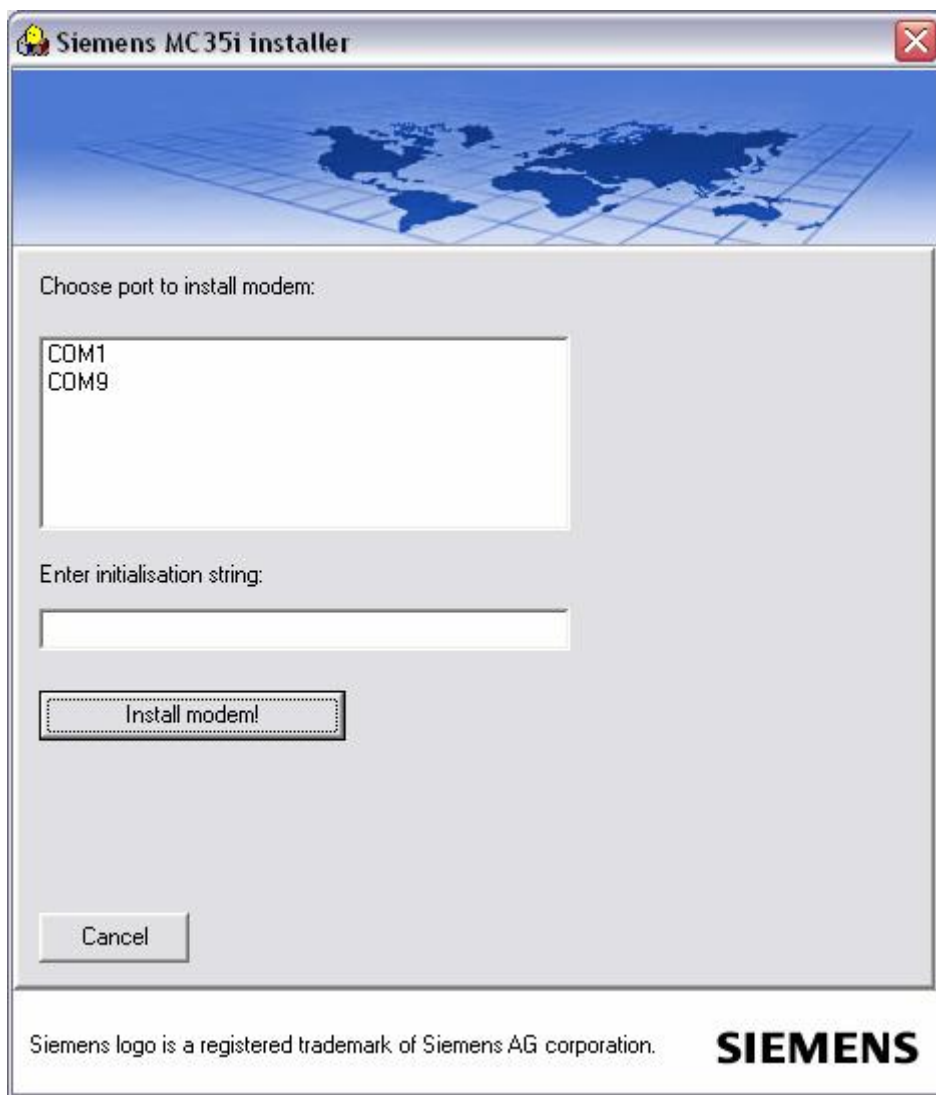 Siemens MC35i installer
Choose port to install modem:
COM1
COM9
Enter initialisation string:
Install modem!
Cancel
Siemens logo is a registered trademark of Siemens AG corporation.
SIEMENS